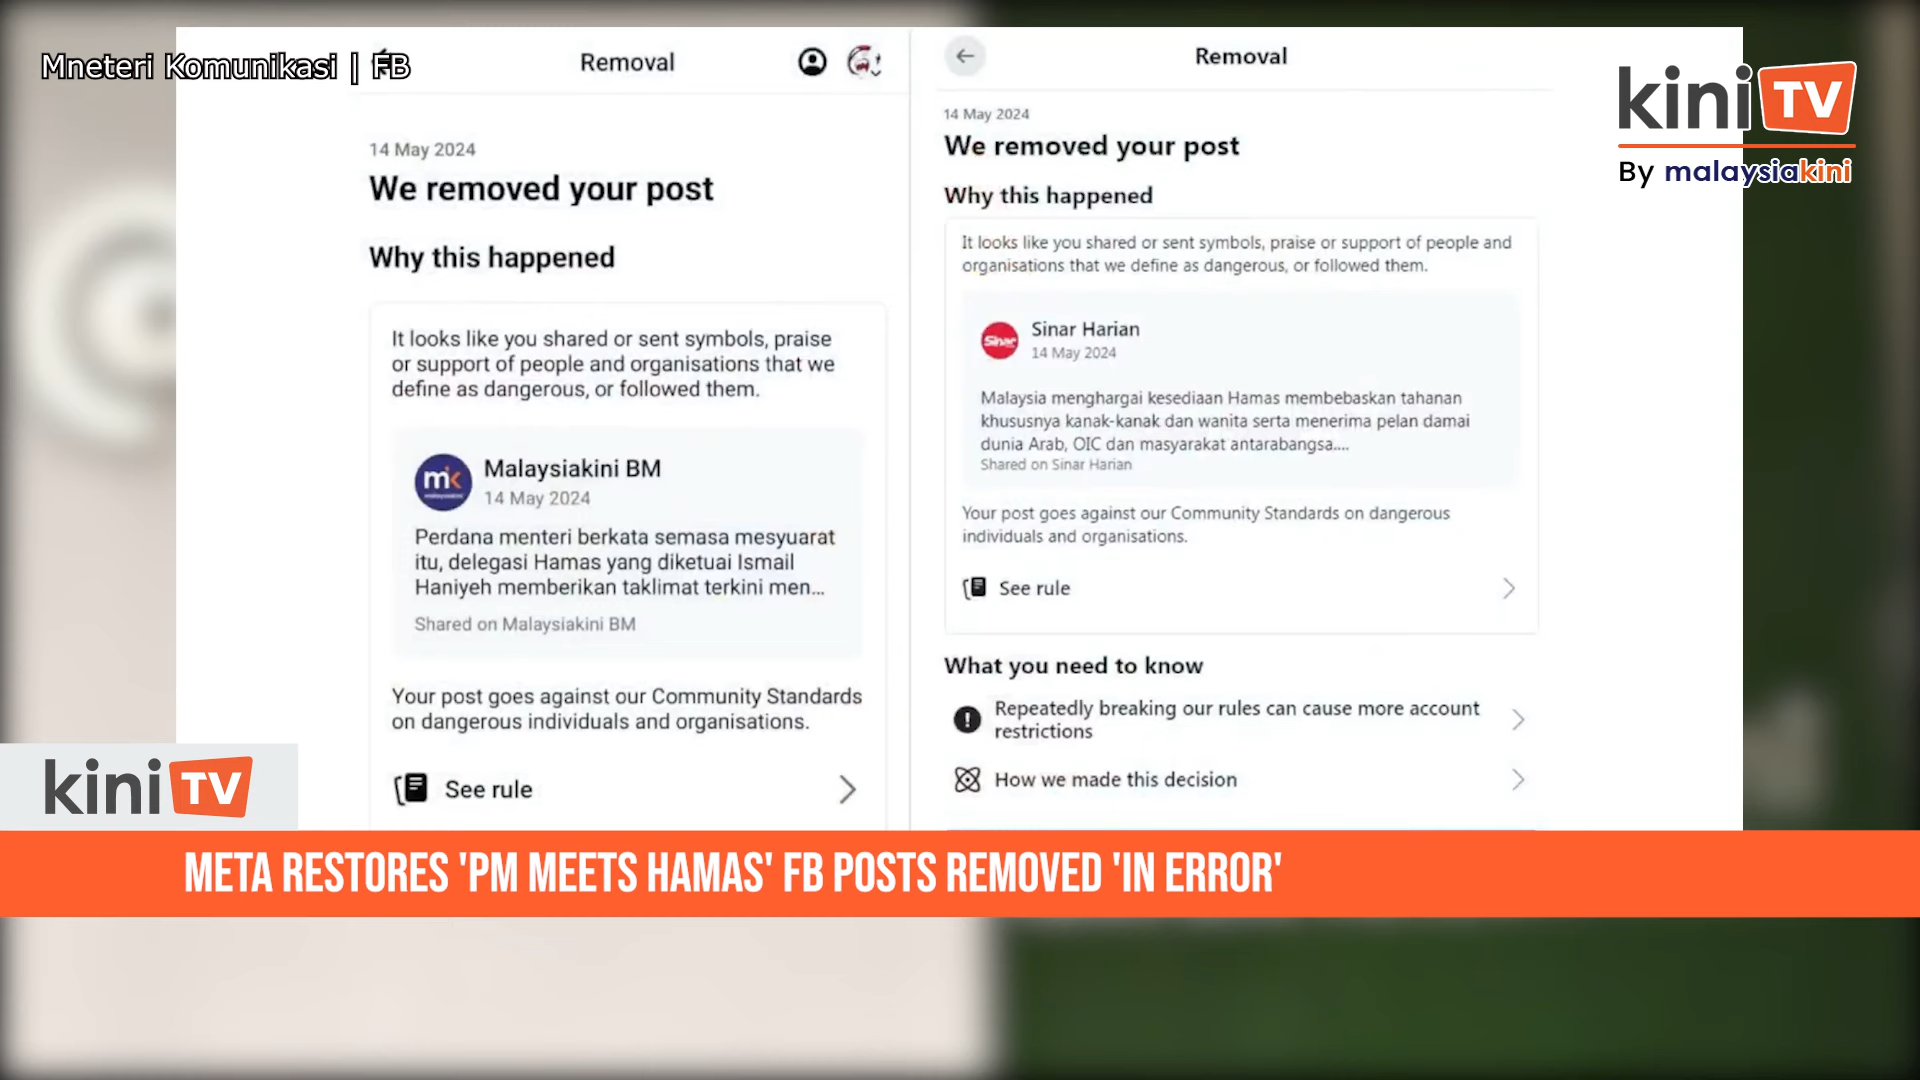 Mneteri Komunikasi | FB
Removal
14 May 2024
We removed your post
Why this happened
It looks like you shared or sent symbols, praise
or support of people and organisations that we
define as dangerous, or followed them.
mk
Malaysiakini BM
14 May 2024
Perdana menteri berkata semasa mesyuarat
itu, delegasi Hamas yang diketuai Ismail
Haniyeh memberikan taklimat terkini men...
Shared on Malaysiakini BM
Your post goes against our Community Standards
on dangerous individuals and organisations.
See rule
Removal
14 May 2024
We removed your post
Why this happened
It looks like you shared or sent symbols, praise or support of people and
organisations that we define as dangerous, or followed them.
Sinar
Sinar Harian
14 May 2024
Malaysia menghargai kesediaan Hamas membebaskan tahanan
khususnya kanak-kanak dan wanita serta menerima pelan damai
dunia Arab, OIC dan masyarakat antarabangsa....
Shared on Sinar Harian
Your post goes against our Community Standards on dangerous
individuals and organisations.
See rule
What you need to know
Repeatedly breaking our rules can cause more account
restrictions
How we made this decision
kini TV
By malaysiakini
kini TV
META RESTORES 'PM MEETS HAMAS' FB POSTS REMOVED 'IN ERROR'